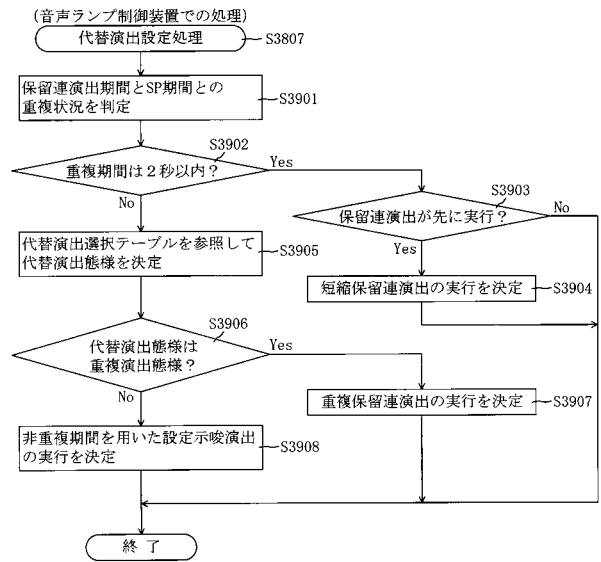 (音声ランプ制御装置での処理)
代替演出設定処理
S3807
保留連演出期間とSP期間との
重複状況を判定
S3901
S3902
重複期間は2秒以内?
Yes
No
S3903
保留連演出が先に実行?
No
Yes
代替演出選択テーブルを参照して
代替演出態様を決定
S3905
短縮保留連演出の実行を決定
S3904
S3906
代替演出態様は
重複演出態様?
Yes
No
重複保留連演出の実行を決定
S3907
非重複期間を用いた設定示唆演出
の実行を決定
S3908
終了